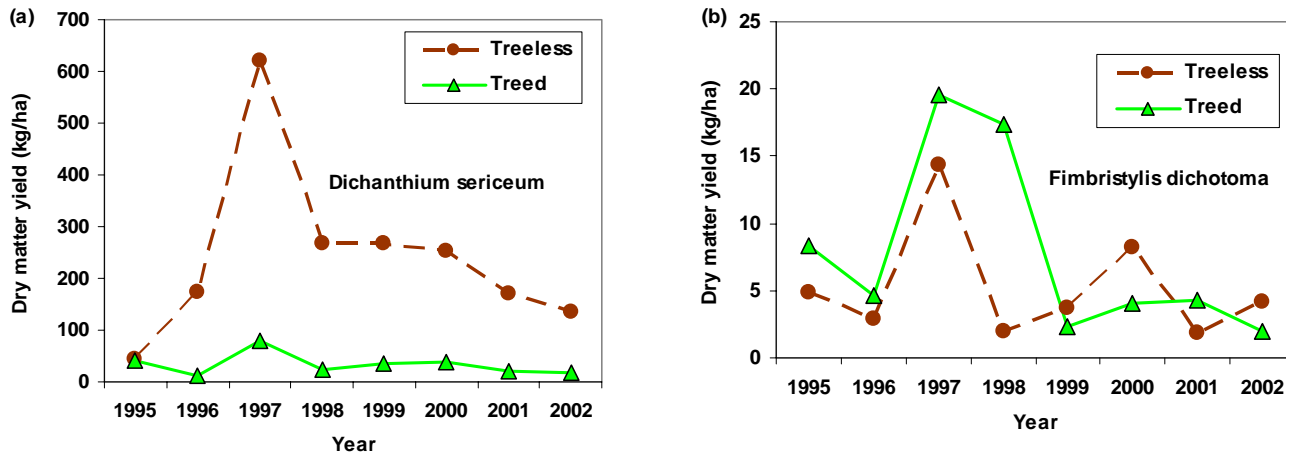 (a)
700
600
500
400
300
200
100
0
Dry matter yield (kg/ha)
Treeless
Treed
Dichanthium sericeum
1995 1996 1997 1998 1999 2000 2001 2002
Year
(b)
25
20
15
10
5
0
Dry matter yield (kg/ha)
Treeless
Treed
Fimbristylis dichotoma
1995 1996 1997 1998 1999 2000 2001 2002
Year